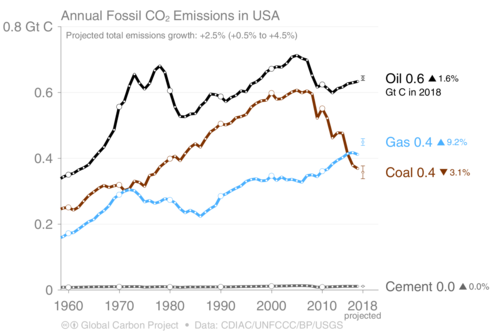 Annual Fossil CO₂ Emissions in USA
0.8 Gt C
Projected total emissions growth: +2.5% (+0.5% to +4.5%)
Oil 0.6 ▲1.6%
Gt C in 2018
0.6
Gas 0.4 ▲9.2%
0.4
Coal 0.4 ▼3.1%
0.2
Cement 0.0 ▲0.0%
0
1960 1970 1980 1990 2000 2010 2018
projected
Global Carbon Project • Data: CDIAC/UNFCCC/BP/USGS